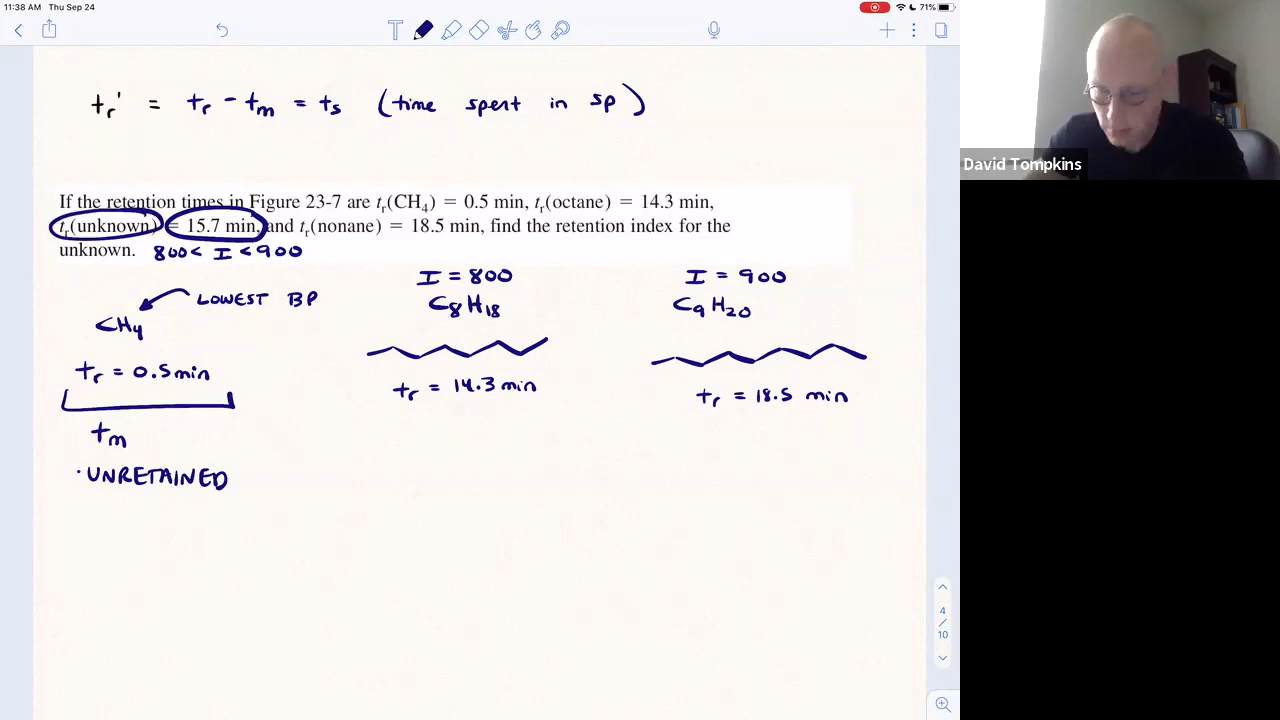 11:38 AM Thu Sep 24
71%
tr' = tr - tm = ts (time spent in sp)
David Tompkins
If the retention times in Figure 23-7 are tr(CH4) = 0.5 min, tr(octane) = 14.3 min,
tr(unknown) = 15.7 min, and tr(nonane) = 18.5 min, find the retention index for the
unknown. 800 < I < 900
I = 800
I = 900
LOWEST BP
C8H18
C9H20
CH4
tr = 0.5 min
tr = 14.3 min
tr = 18.5 min
tm
· UNRETAINED
4
/
10